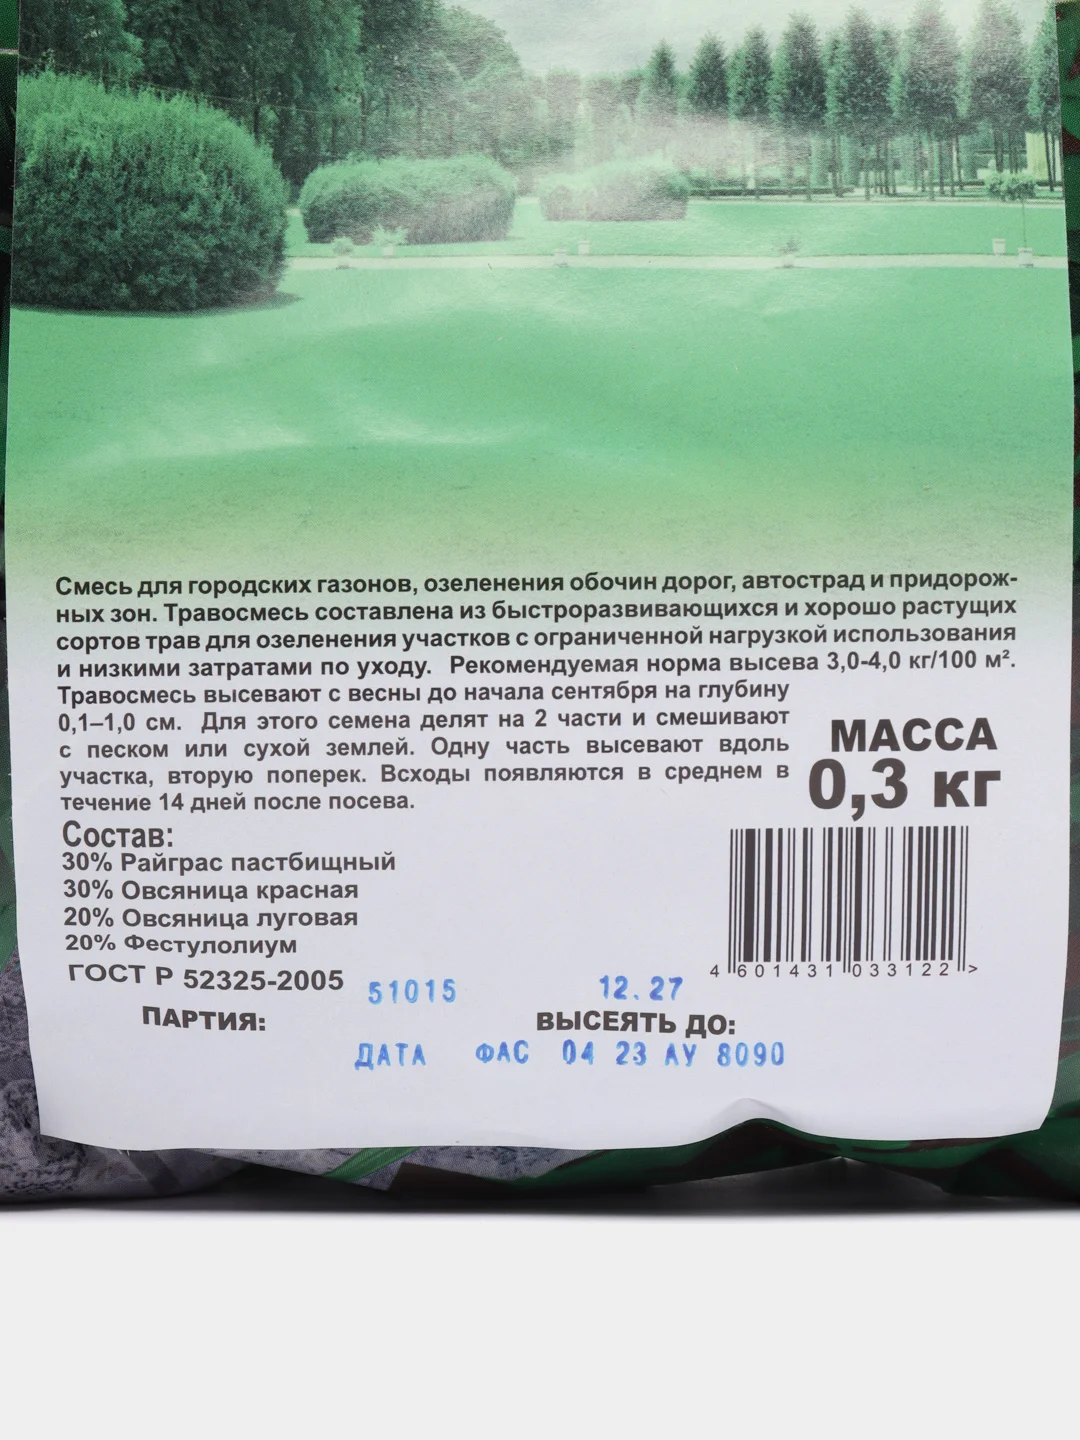 Смесь для городских газонов, озеленения обочин дорог, автострад и придорож-
ных зон. Травосмесь составлена из быстроразвивающихся и хорошо растущих
сортов трав для озеленения участков с ограниченной нагрузкой использования
и низкими затратами по уходу. Рекомендуемая норма высева 3,0-4,0 кг/100 м².
Травосмесь высевают с весны до начала сентября на глубину
0,1–1,0 см. Для этого семена делят на 2 части и смешивают
с песком или сухой землей. Одну часть высевают вдоль
участка, вторую поперек. Всходы появляются в среднем в
течение 14 дней после посева.
МАССА
0,3 кг
Состав:
30% Райграс пастбищный
30% Овсяница красная
20% Овсяница луговая
20% Фестулолиум
ГОСТ Р 52325-2005
4 601431 033122 >
51015
12.27
ПАРТИЯ:
ВЫСЕЯТЬ ДО:
ДАТА ФАС 04 23 АУ 8090